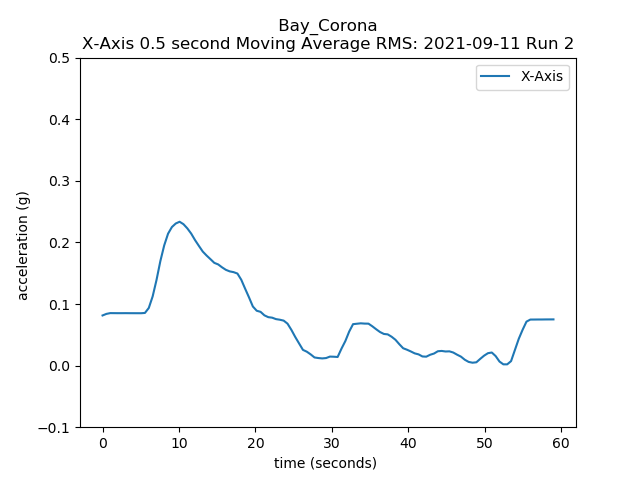 Bay_Corona
X-Axis 0.5 second Moving Average RMS: 2021-09-11 Run 2
X-Axis
acceleration (g)
0.5
0.4
0.3
0.2
0.1
0.0
−0.1
0 10 20 30 40 50 60
time (seconds)